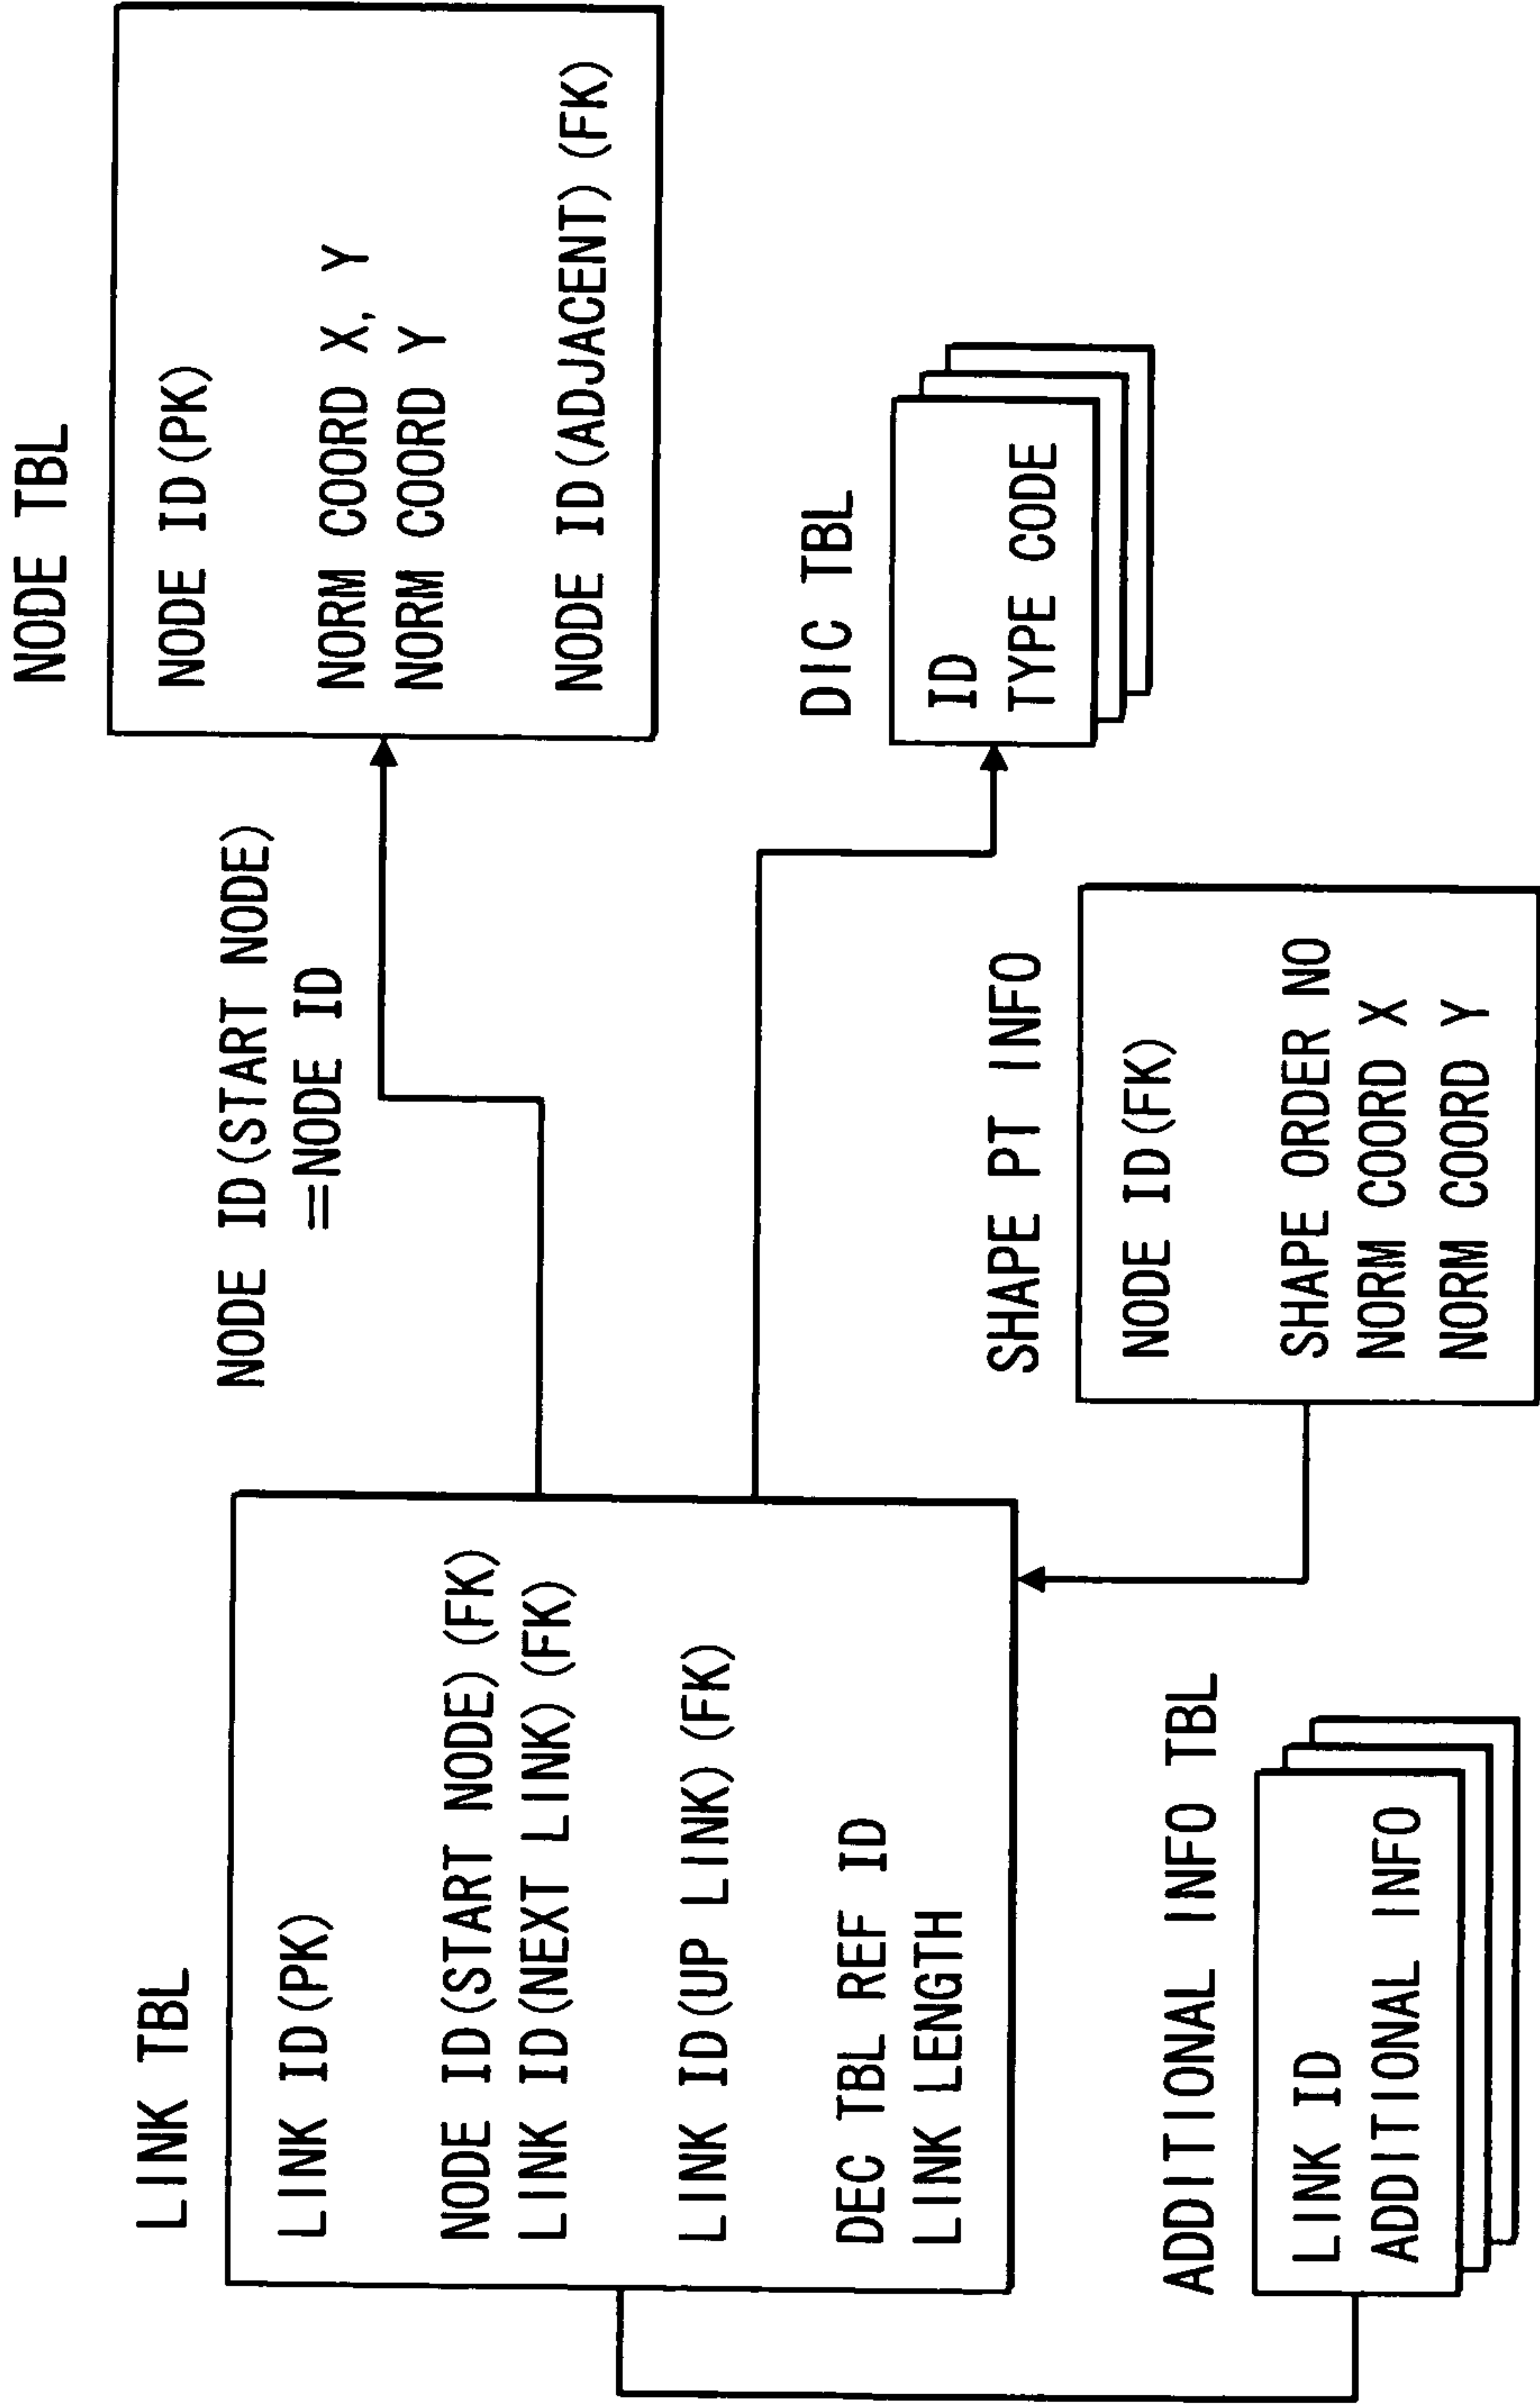 LINK TBL
LINK ID(PK)
NODE ID(START NODE)(FK)
LINK ID(NEXT LINK)(FK)
LINK ID(UP LINK)(FK)
DEC TBL REF ID
LINK LENGTH
NODE ID(START NODE)
=NODE ID
NODE TBL
NODE ID(PK)
NORM COORD X, Y
NORM COORD Y
NODE ID(ADJACENT)(FK)
DIC TBL
ID
TYPE CODE
SHAPE PT INFO
NODE ID(FK)
SHAPE ORDER NO
NORM COORD X
NORM COORD Y
ADDITIONAL INFO TBL
LINK ID
ADDITIONAL INFO